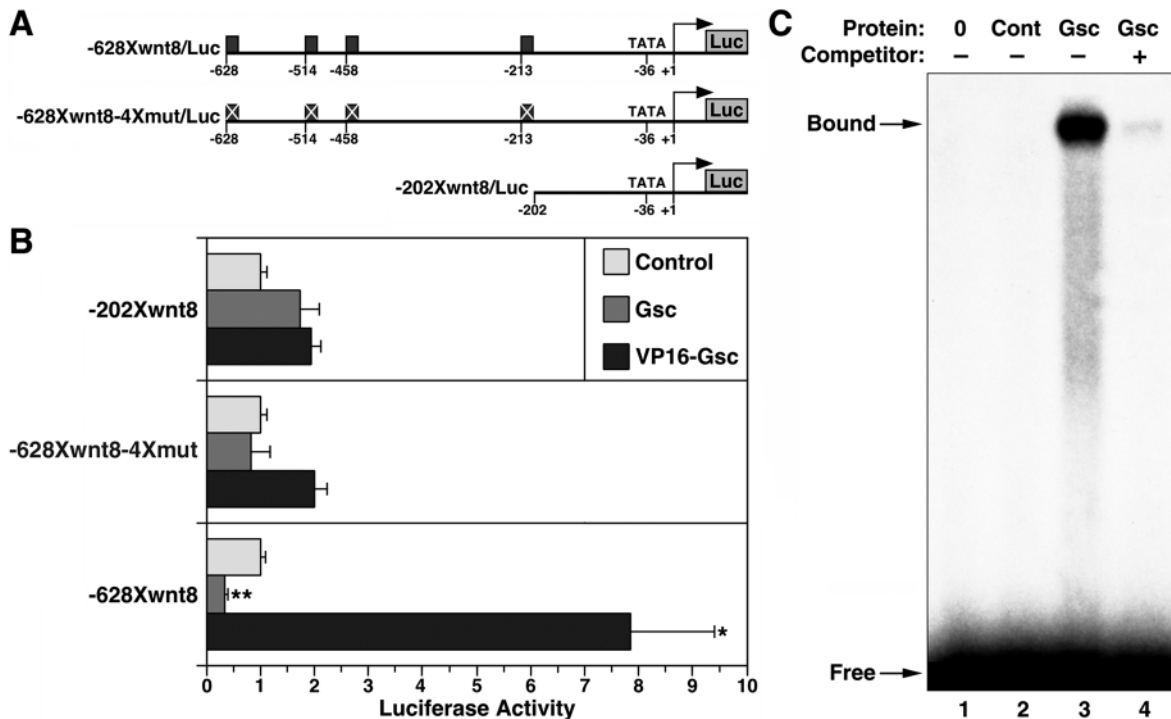 A
-628Xwnt8/Luc
TATA
Luc
-628
-514
-458
-213
-36
+1
-628Xwnt8-4Xmut/Luc
TATA
Luc
-628
-514
-458
-213
-36
+1
-202Xwnt8/Luc
TATA
Luc
-202
-36
+1
B
-202Xwnt8
-628Xwnt8-4Xmut
-628Xwnt8
Control
Gsc
VP16-Gsc
**
*
0 1 2 3 4 5 6 7 8 9 10
Luciferase Activity
C
Protein: 0 Cont Gsc Gsc
Competitor: – – – +
Bound
Free
1 2 3 4